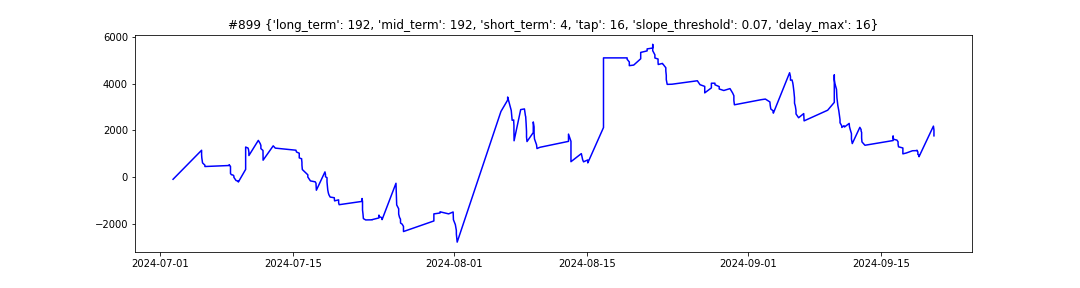 #899 {'long_term': 192, 'mid_term': 192, 'short_term': 4, 'tap': 16, 'slope_threshold': 0.07, 'delay_max': 16}
6000
4000
2000
0
−2000
2024-07-01 2024-07-15 2024-08-01 2024-08-15 2024-09-01 2024-09-15